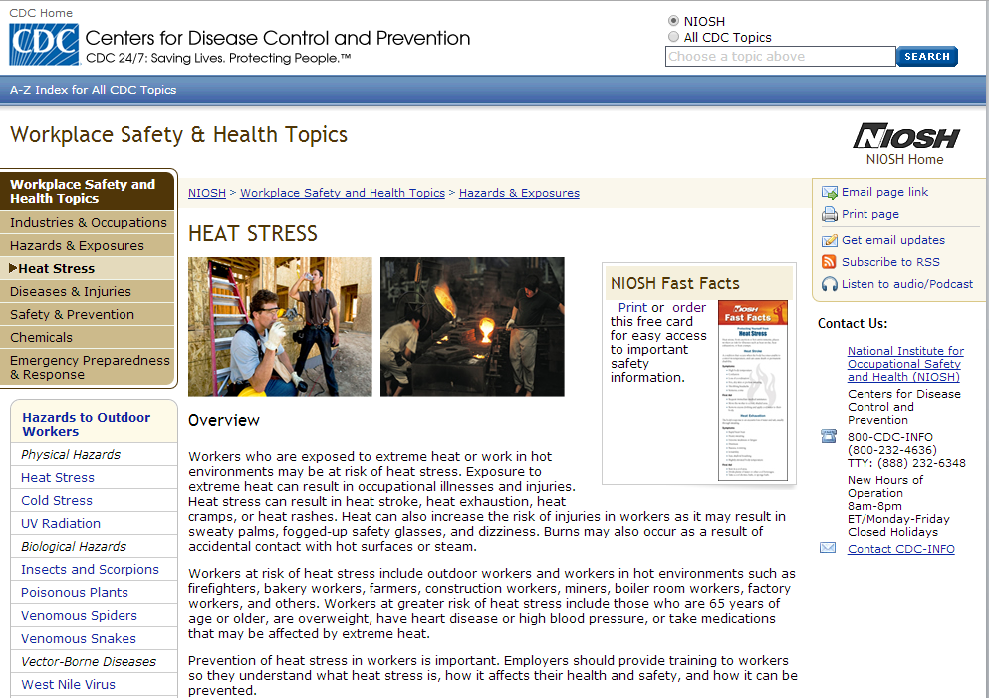 CDC Home
CDC
Centers for Disease Control and Prevention
CDC 24/7: Saving Lives. Protecting People.™
NIOSH
All CDC Topics
Choose a topic above
SEARCH
A-Z Index for All CDC Topics
Workplace Safety & Health Topics
NIOSH
NIOSH Home
Workplace Safety and
Health Topics
Industries & Occupations
Hazards & Exposures
Heat Stress
Diseases & Injuries
Safety & Prevention
Chemicals
Emergency Preparedness
& Response
Hazards to Outdoor
Workers
Physical Hazards
Heat Stress
Cold Stress
UV Radiation
Biological Hazards
Insects and Scorpions
Poisonous Plants
Venomous Spiders
Venomous Snakes
Vector-Borne Diseases
West Nile Virus
NIOSH > Workplace Safety and Health Topics > Hazards & Exposures
HEAT STRESS
NIOSH Fast Facts
Print or order
this free card
for easy access
to important
safety
information.
NIOSH
Fast Facts
Heat Stress
Overview
Workers who are exposed to extreme heat or work in hot
environments may be at risk of heat stress. Exposure to
extreme heat can result in occupational illnesses and injuries.
Heat stress can result in heat stroke, heat exhaustion, heat
cramps, or heat rashes. Heat can also increase the risk of injuries in workers as it may result in
sweaty palms, fogged-up safety glasses, and dizziness. Burns may also occur as a result of
accidental contact with hot surfaces or steam.
Workers at risk of heat stress include outdoor workers and workers in hot environments such as
firefighters, bakery workers, farmers, construction workers, miners, boiler room workers, factory
workers, and others. Workers at greater risk of heat stress include those who are 65 years of
age or older, are overweight, have heart disease or high blood pressure, or take medications
that may be affected by extreme heat.
Prevention of heat stress in workers is important. Employers should provide training to workers
so they understand what heat stress is, how it affects their health and safety, and how it can be
prevented.
Email page link
Print page
Get email updates
Subscribe to RSS
Listen to audio/Podcast
Contact Us:
National Institute for
Occupational Safety
and Health (NIOSH)
Centers for Disease
Control and
Prevention
800-CDC-INFO
(800-232-4636)
TTY: (888) 232-6348
New Hours of
Operation
8am-8pm
ET/Monday-Friday
Closed Holidays
Contact CDC-INFO